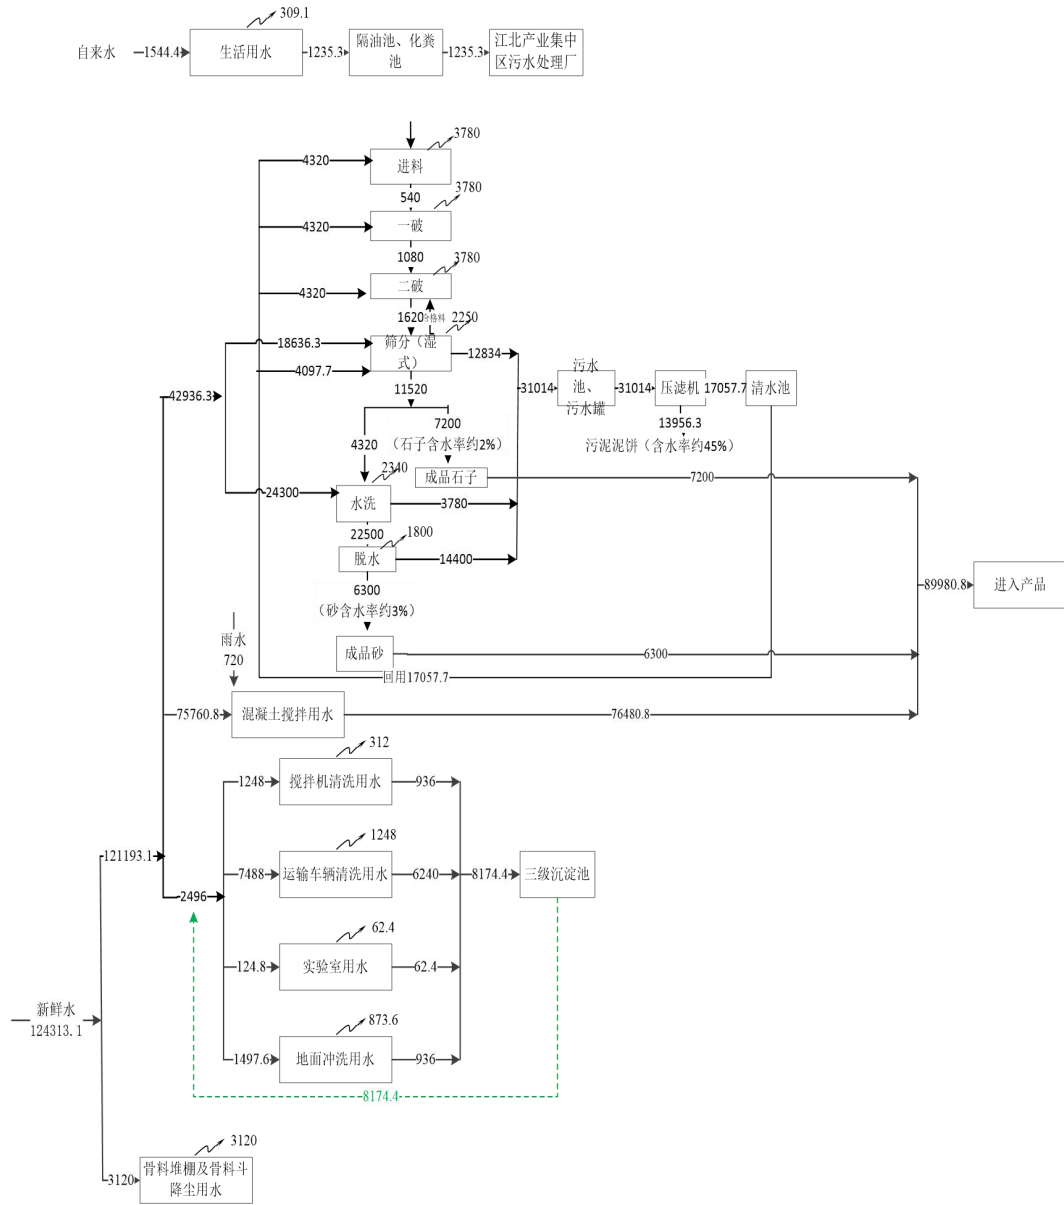 309.1
自来水
1544.4
生活用水
1235.3
隔油池、化粪
池
1235.3
江北产业集中
区污水处理厂
3780
4320
进料
540
3780
4320
一破
1080
3780
4320
二破
1620
合格料
2250
18636.3
筛分（湿
式）
12834
4097.7
11520
42936.3
31014
污水
池、
污水罐
31014
压滤机
17057.7
清水池
13956.3
污泥泥饼（含水率约45%）
7200
（石子含水率约2%）
4320
2340
成品石子
7200
24300
水洗
3780
22500
1800
脱水
14400
6300
（砂含水率约3%）
89980.8
进入产品
雨水
720
成品砂
6300
回用17057.7
75760.8
混凝土搅拌用水
76480.8
312
1248
搅拌机清洗用水
936
1248
121193.1
7488
运输车辆清洗用水
6240
8174.4
三级沉淀池
2496
62.4
124.8
实验室用水
62.4
新鲜水
124313.1
873.6
1497.6
地面冲洗用水
936
8174.4
3120
3120
骨料堆棚及骨料斗
降尘用水